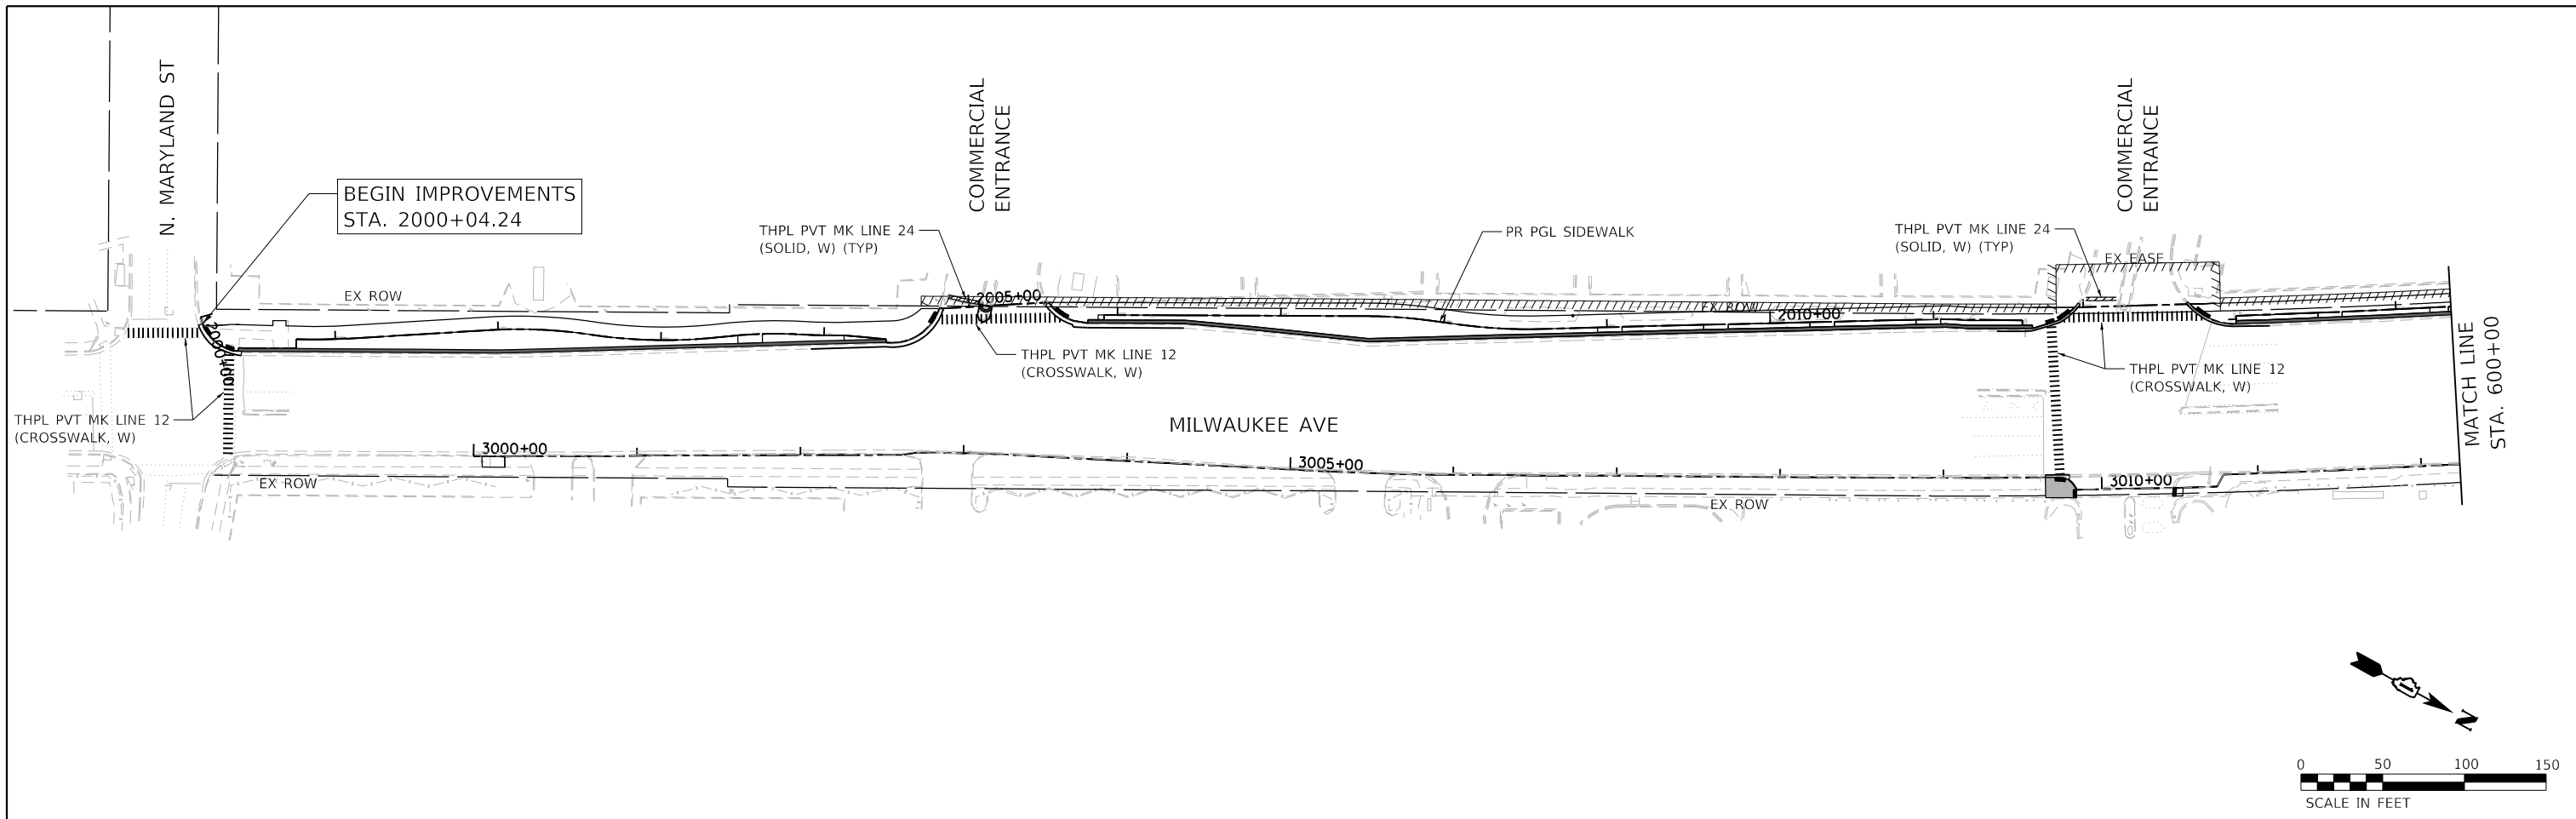 N. MARYLAND ST
BEGIN IMPROVEMENTS
STA. 2000+04.24
COMMERCIAL
ENTRANCE
COMMERCIAL
ENTRANCE
THPL PVT MK LINE 24
(SOLID, W) (TYP)
PR PGL SIDEWALK
THPL PVT MK LINE 24
(SOLID, W) (TYP)
EX EASE
EX ROW
2005+00
EX ROW
2010+00
2000+00
THPL PVT MK LINE 12
(CROSSWALK, W)
THPL PVT MK LINE 12
(CROSSWALK, W)
THPL PVT MK LINE 12
(CROSSWALK, W)
MATCH LINE
STA. 600+00
MILWAUKEE AVE
3000+00
3005+00
3010+00
EX ROW
EX ROW
N
0 50 100 150
SCALE IN FEET